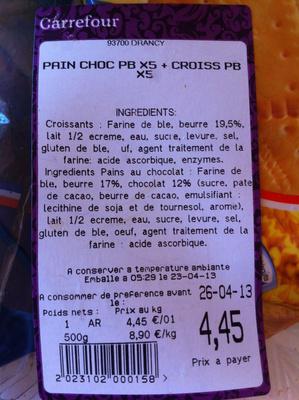 Carrefour
93700 DRANCY
PAIN CHOC PB X5 + CROISS PB
X5
INGREDIENTS:
Croissants : Farine de ble, beurre 19,5%,
lait 1/2 ecreme, eau, sucre, levure, sel,
gluten de ble, uf, agent traitement de la
farine: acide ascorbique, enzymes.
Ingredients Pains au chocolat : Farine de
ble, beurre 17%, chocolat 12% (sucre, pate
de cacao, beurre de cacao, emulsifiant :
lecithine de soja et de tournesol, arome),
lait 1/2 ecreme, eau, sucre, levure, sel,
gluten de ble, oeuf, agent traitement de la
farine : acide ascorbique.
A conserver a temperature ambiante
Emballe a 05:29 le 23-04-13
A consommer de preference avant le : 26-04-13
Poids nets : Prix au kg
1 AR 4,45 €/01
500g 8,90 €/kg
4,45
Prix a payer
2 023102 000158 >